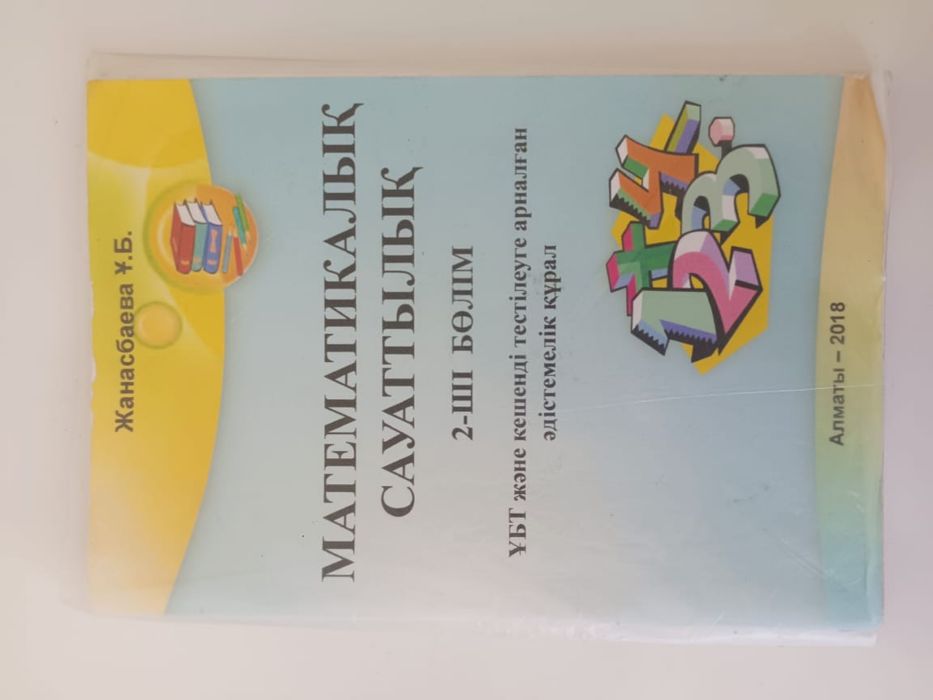 Жанасбаева Ұ.Б.
МАТЕМАТИКАЛЫҚ
САУАТТЫЛЫҚ
2-ШІ БӨЛІМ
ҰБТ және кешенді тестілеуге арналған
әдістемелік құрал
Алматы – 2018